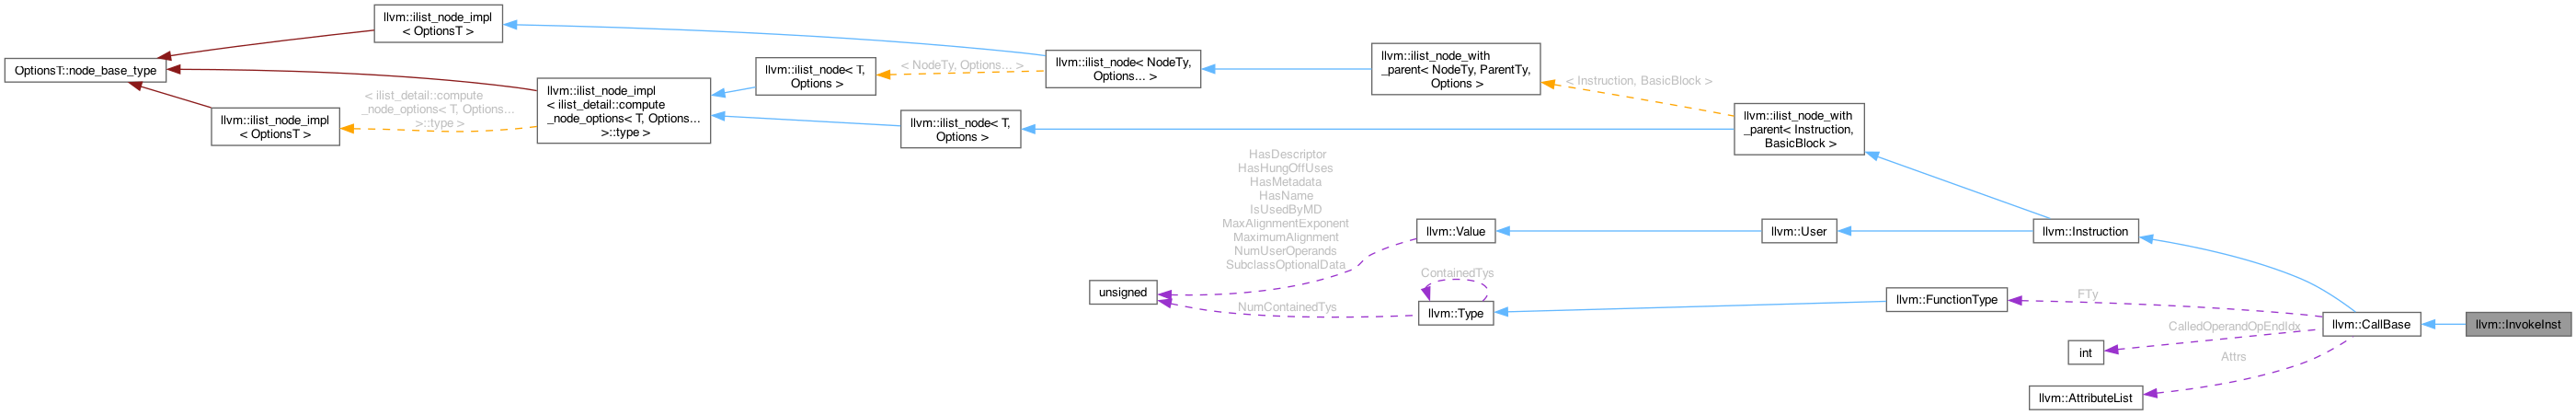 llvm::ilist_node_impl
< OptionsT >
OptionsT::node_base_type
llvm::ilist_node_impl
< OptionsT >
< ilist_detail::compute
_node_options< T, Options...
>::type >
llvm::ilist_node_impl
< ilist_detail::compute
_node_options< T, Options...
>::type >
llvm::ilist_node< T,
Options >
< NodeTy, Options... >
llvm::ilist_node< NodeTy,
Options... >
llvm::ilist_node< T,
Options >
llvm::ilist_node_with
_parent< NodeTy, ParentTy,
Options >
< Instruction, BasicBlock >
llvm::ilist_node_with
_parent< Instruction,
BasicBlock >
HasDescriptor
HasHungOffUses
HasMetadata
HasName
IsUsedByMD
MaxAlignmentExponent
MaximumAlignment
NumUserOperands
SubclassOptionalData
llvm::Value
llvm::User
llvm::Instruction
unsigned
ContainedTys
NumContainedTys
llvm::Type
llvm::FunctionType
FTy
CalledOperandOpEndIdx
Attrs
int
llvm::AttributeList
llvm::CallBase
llvm::InvokeInst